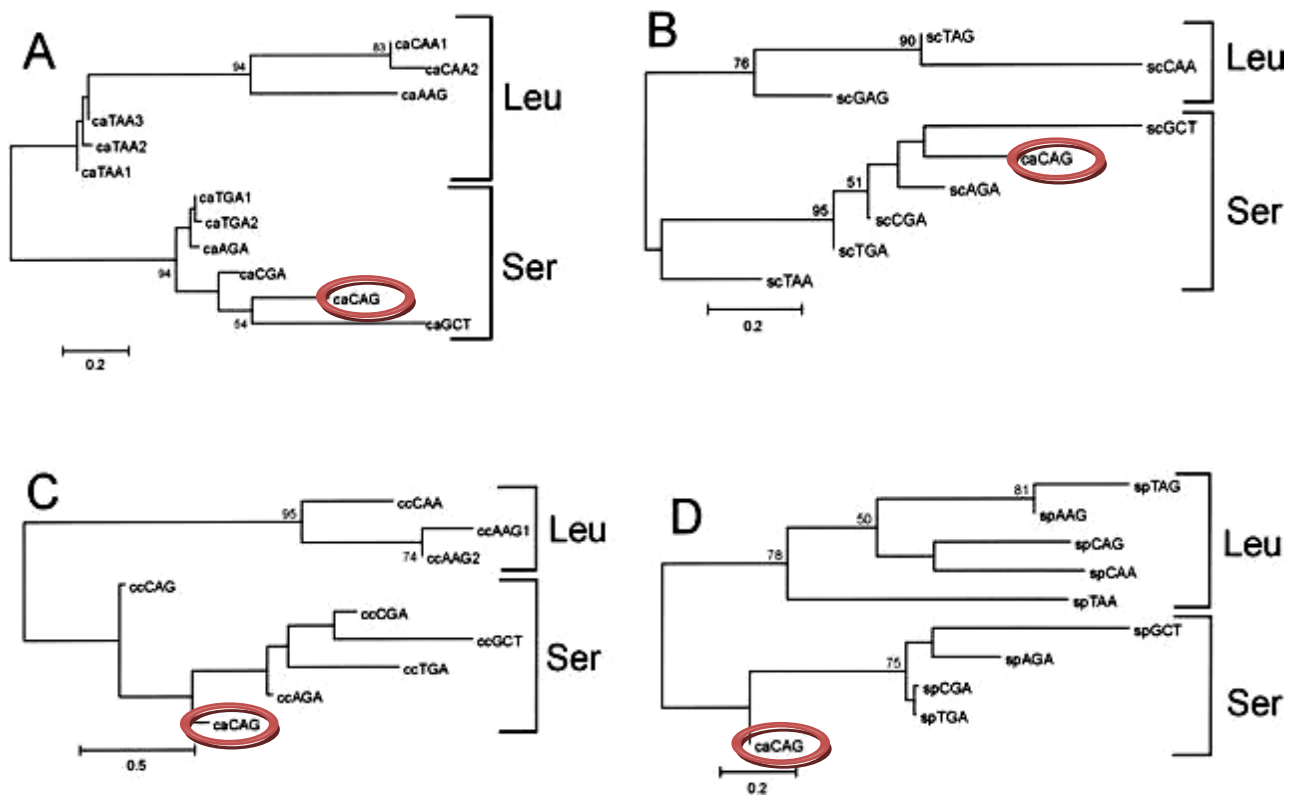 A
83
caCAA1
caCAA2
94
caAAG
Leu
caTAA3
caTAA2
caTAA1
caTGA1
caTGA2
caAGA
94
caCGA
caCAG
54
caGCT
Ser
0.2
B
90
scTAG
76
scCAA
scGAG
Leu
scGCT
caCAG
51
scAGA
95
scCGA
scTGA
scTAA
Ser
0.2
C
95
ccCAA
ccAAG1
74
ccAAG2
Leu
ccCAG
ccCGA
ccGCT
ccTGA
ccAGA
caCAG
Ser
0.5
D
81
spTAG
50
spAAG
78
spCAG
spCAA
spTAA
Leu
spGCT
75
spAGA
spCGA
spTGA
caCAG
Ser
0.2